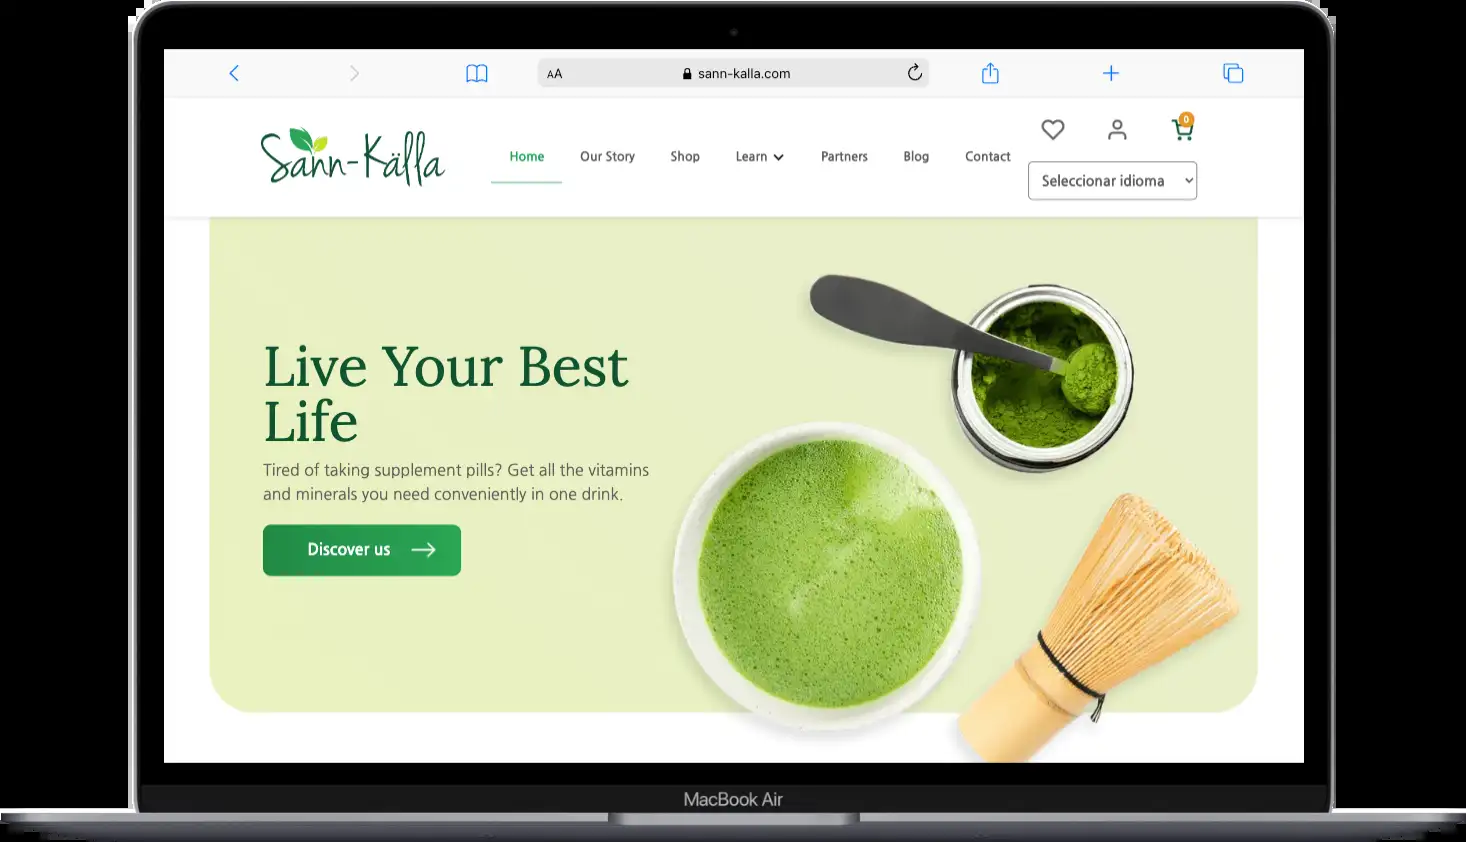 AA
sann-kalla.com
Sann-Källa
Home
Our Story
Shop
Learn
Partners
Blog
Contact
0
Seleccionar idioma
Live Your Best
Life
Tired of taking supplement pills? Get all the vitamins
and minerals you need conveniently in one drink.
Discover us
MacBook Air